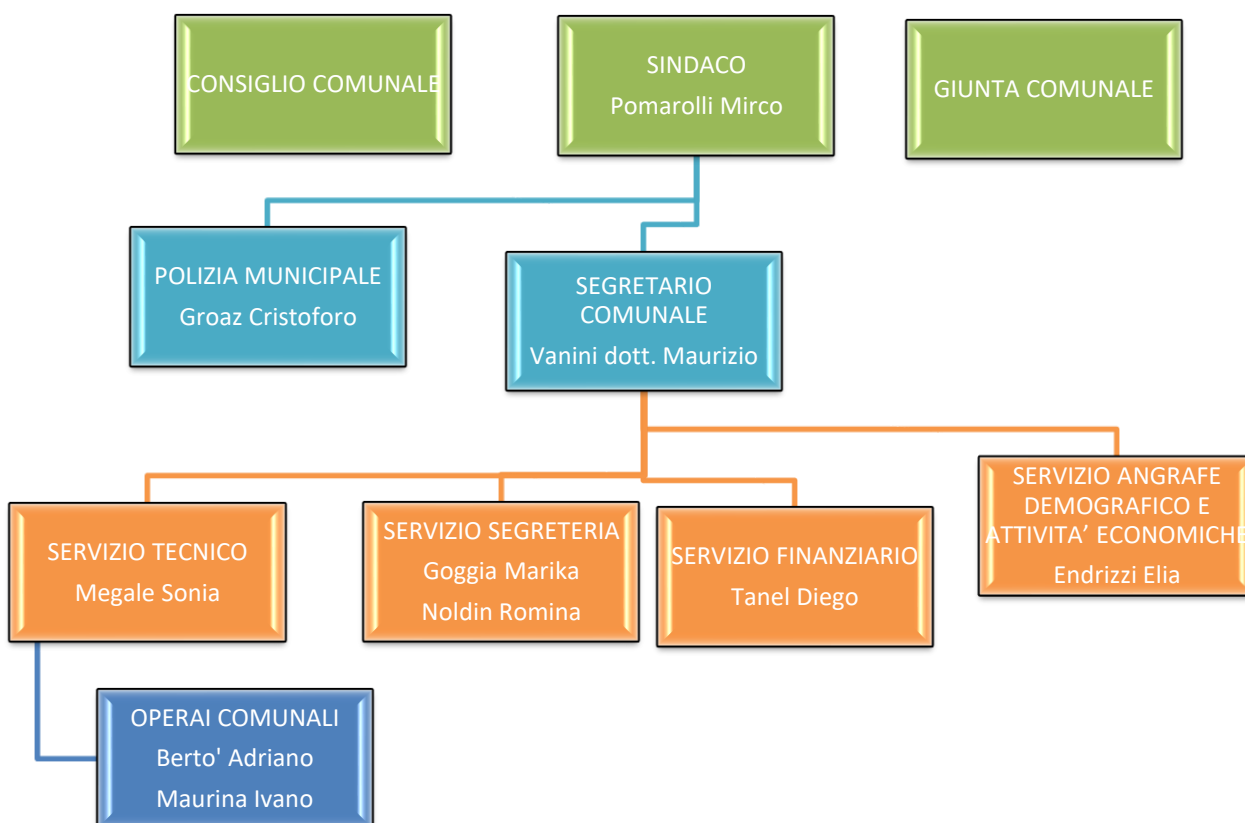 CONSIGLIO COMUNALE
SINDACO
Pomarolli Mirco
GIUNTA COMUNALE
POLIZIA MUNICIPALE
Groaz Cristoforo
SEGRETARIO
COMUNALE
Vanini dott. Maurizio
SERVIZIO TECNICO
Megale Sonia
SERVIZIO SEGRETERIA
Goggia Marika
Noldin Romina
SERVIZIO FINANZIARIO
Tanel Diego
SERVIZIO ANGRAFE
DEMOGRAFICO E
ATTIVITA’ ECONOMICHE
Endrizzi Elia
OPERAI COMUNALI
Berto' Adriano
Maurina Ivano